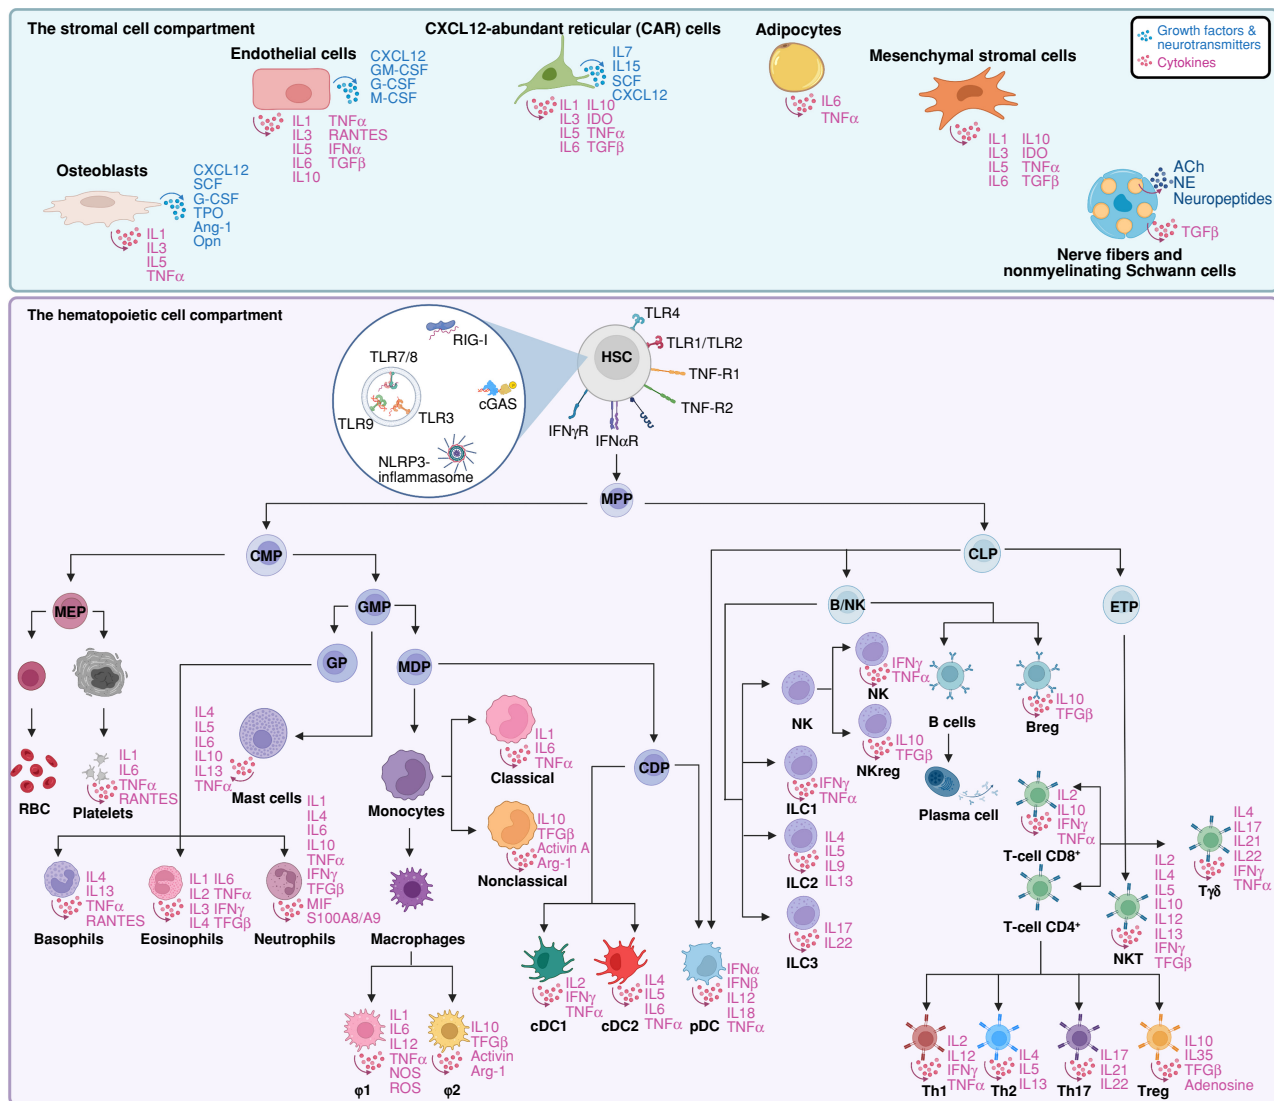 The stromal cell compartment
Endothelial cells
CXCL12
GM-CSF
G-CSF
M-CSF
IL1
IL3
IL5
IL6
IL10
TNFα
RANTES
IFNα
TGFβ
CXCL12-abundant reticular (CAR) cells
IL7
IL15
SCF
CXCL12
IL1 IL10
IL3 IDO
IL5 TNFα
IL6 TGFβ
Adipocytes
IL6
TNFα
Mesenchymal stromal cells
IL1 IL10
IL3 IDO
IL5 TNFα
IL6 TGFβ
Growth factors &
neurotransmitters
Cytokines
Osteoblasts
CXCL12
SCF
G-CSF
TPO
Ang-1
Opn
IL1
IL3
IL5
TNFα
ACh
NE
Neuropeptides
TGFβ
Nerve fibers and
nonmyelinating Schwann cells
The hematopoietic cell compartment
RIG-I
TLR7/8
cGAS
TLR9
TLR3
NLRP3-
inflammasome
HSC
TLR4
TLR1/TLR2
TNF-R1
TNF-R2
IFNγR
IFNαR
MPP
CMP
CLP
MEP
GMP
B/NK
ETP
GP
MDP
CDP
RBC
IL1
IL6
TNFα
RANTES
Platelets
IL4
IL5
IL6
IL10
IL13
TNFα
Mast cells
Monocytes
IL1
IL6
TNFα
Classical
IL10
TFGβ
Activin A
Arg-1
Nonclassical
IL4
IL13
TNFα
RANTES
Basophils
IL1 IL6
IL2 TNFα
IL3 IFNγ
IL4 TFGβ
Eosinophils
IL1
IL4
IL6
IL10
TNFα
IFNγ
TFGβ
MIF
S100A8/A9
Neutrophils
Macrophages
IL1
IL6
IL12
TNFα
NOS
ROS
φ1
IL10
TFGβ
Activin
Arg-1
φ2
IL2
IFNγ
TNFα
cDC1
IL4
IL5
IL6
TNFα
cDC2
IFNα
IFNβ
IL12
IL18
TNFα
pDC
NK
IFNγ
TNFα
NK
IL10
TFGβ
NKreg
IFNγ
TNFα
ILC1
IL4
IL5
IL9
IL13
ILC2
IL17
IL22
ILC3
B cells
IL10
TFGβ
Breg
Plasma cell
IL2
IL10
IFNγ
TNFα
T-cell CD8⁺
T-cell CD4⁺
IL2
IL4
IL5
IL10
IL12
IL13
IFNγ
TFGβ
NKT
IL4
IL17
IL21
IL22
IFNγ
TNFα
Tγδ
IL2
IL12
IFNγ
TNFα
Th1
IL4
IL5
IL13
Th2
IL17
IL21
IL22
Th17
IL10
IL35
TFGβ
Adenosine
Treg